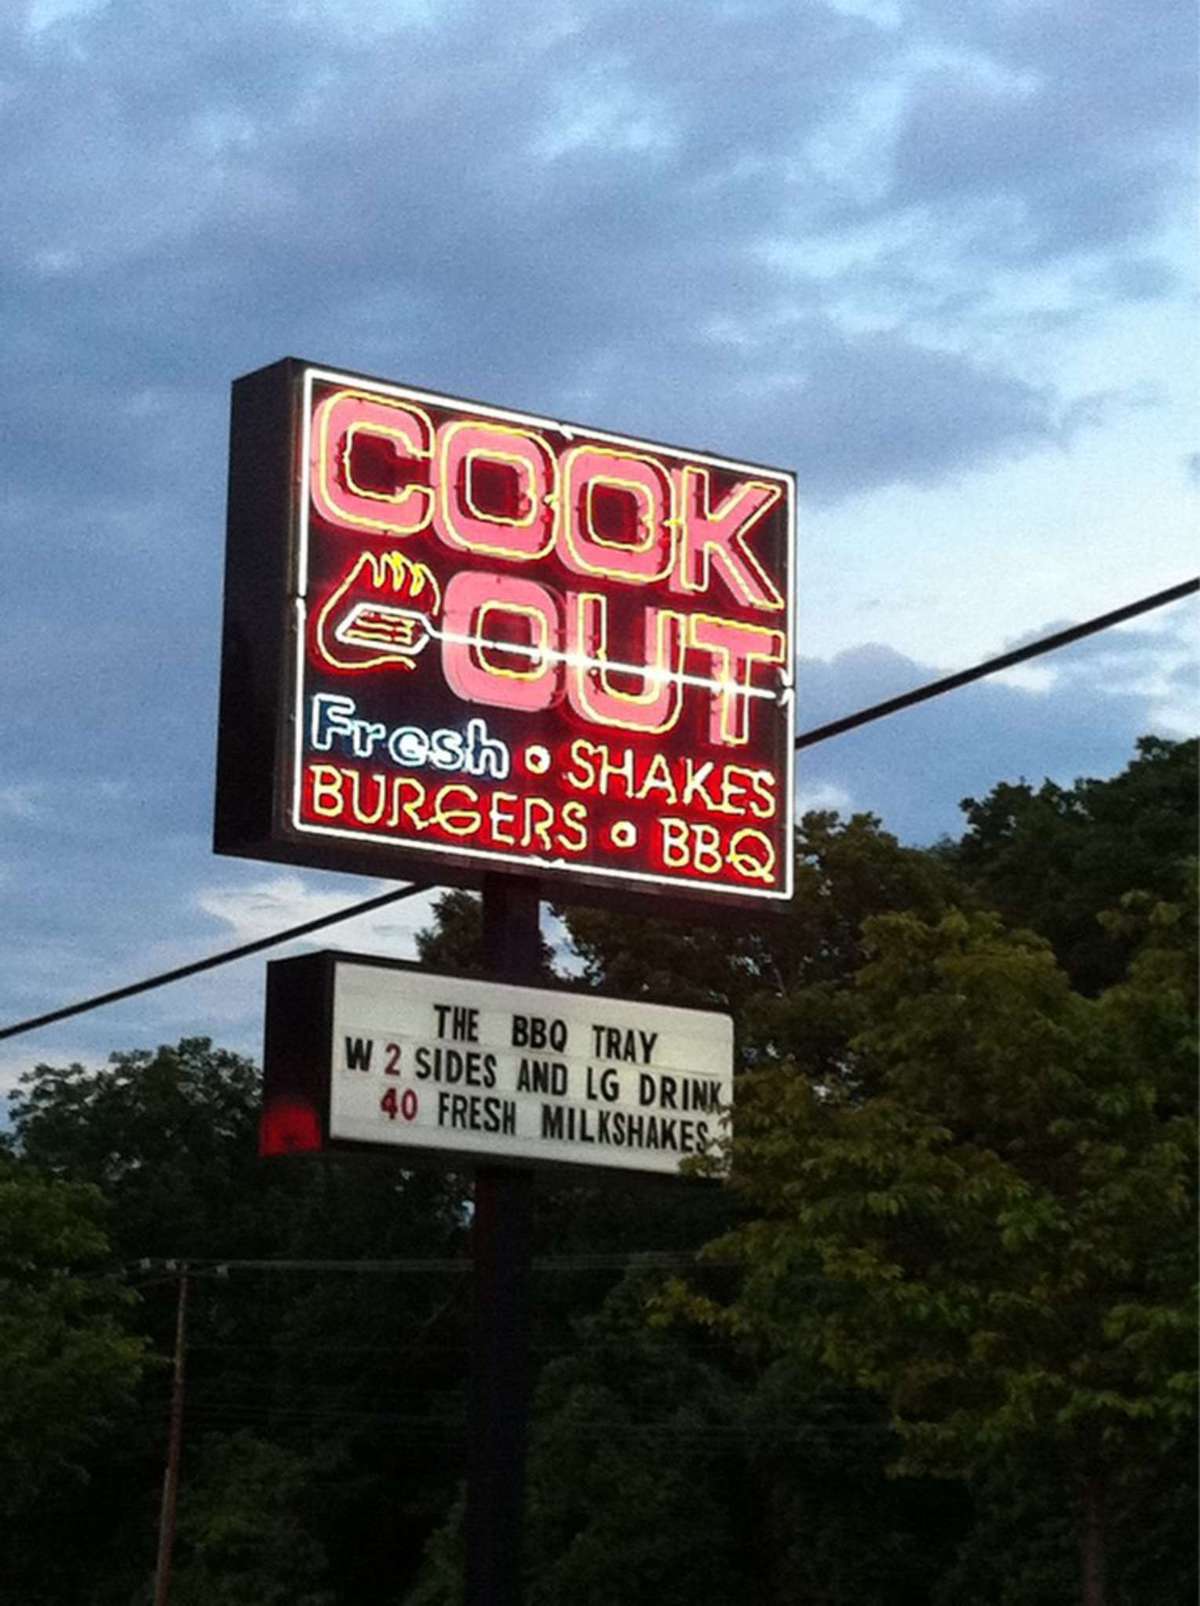 COOK
OUT
Fresh • SHAKES
BURGERS • BBQ
THE BBQ TRAY
W 2 SIDES AND LG DRINK
40 FRESH MILKSHAKES